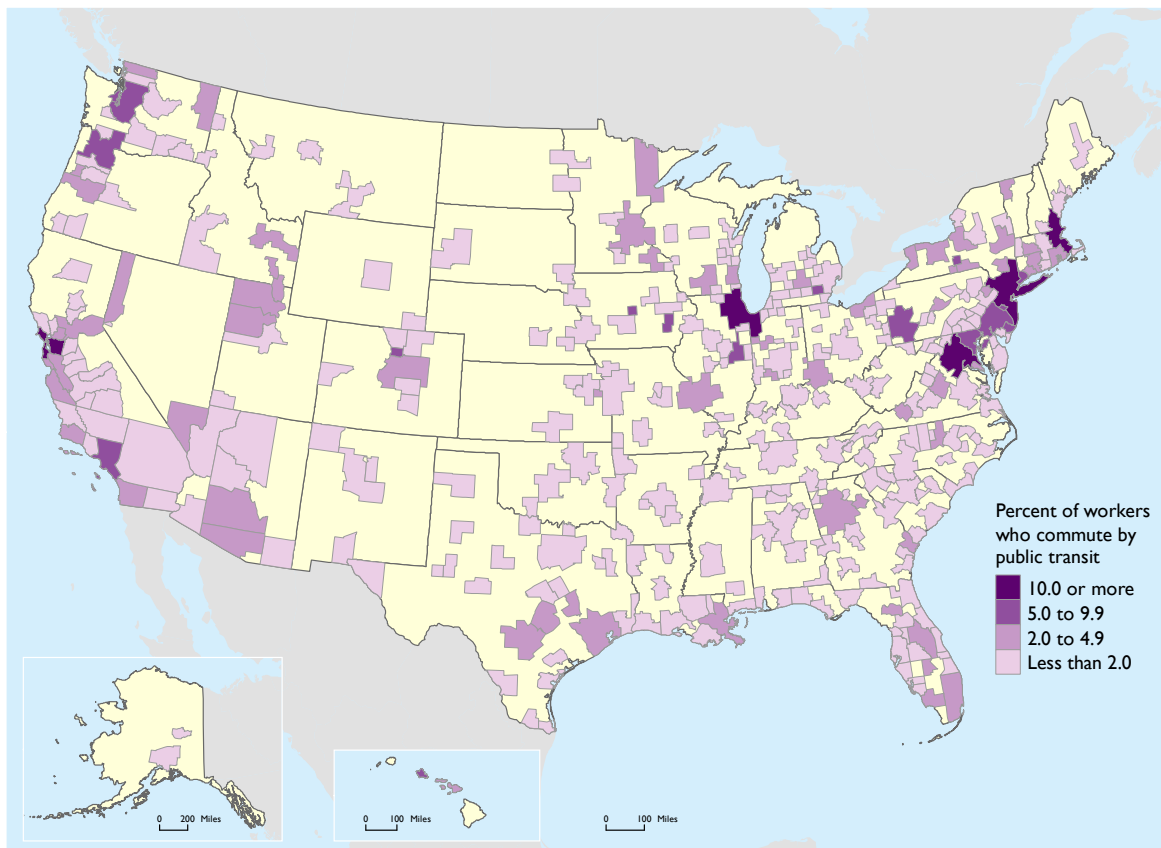 Percent of workers
who commute by
public transit
10.0 or more
5.0 to 9.9
2.0 to 4.9
Less than 2.0
0 200 Miles
0 100 Miles
0 100 Miles